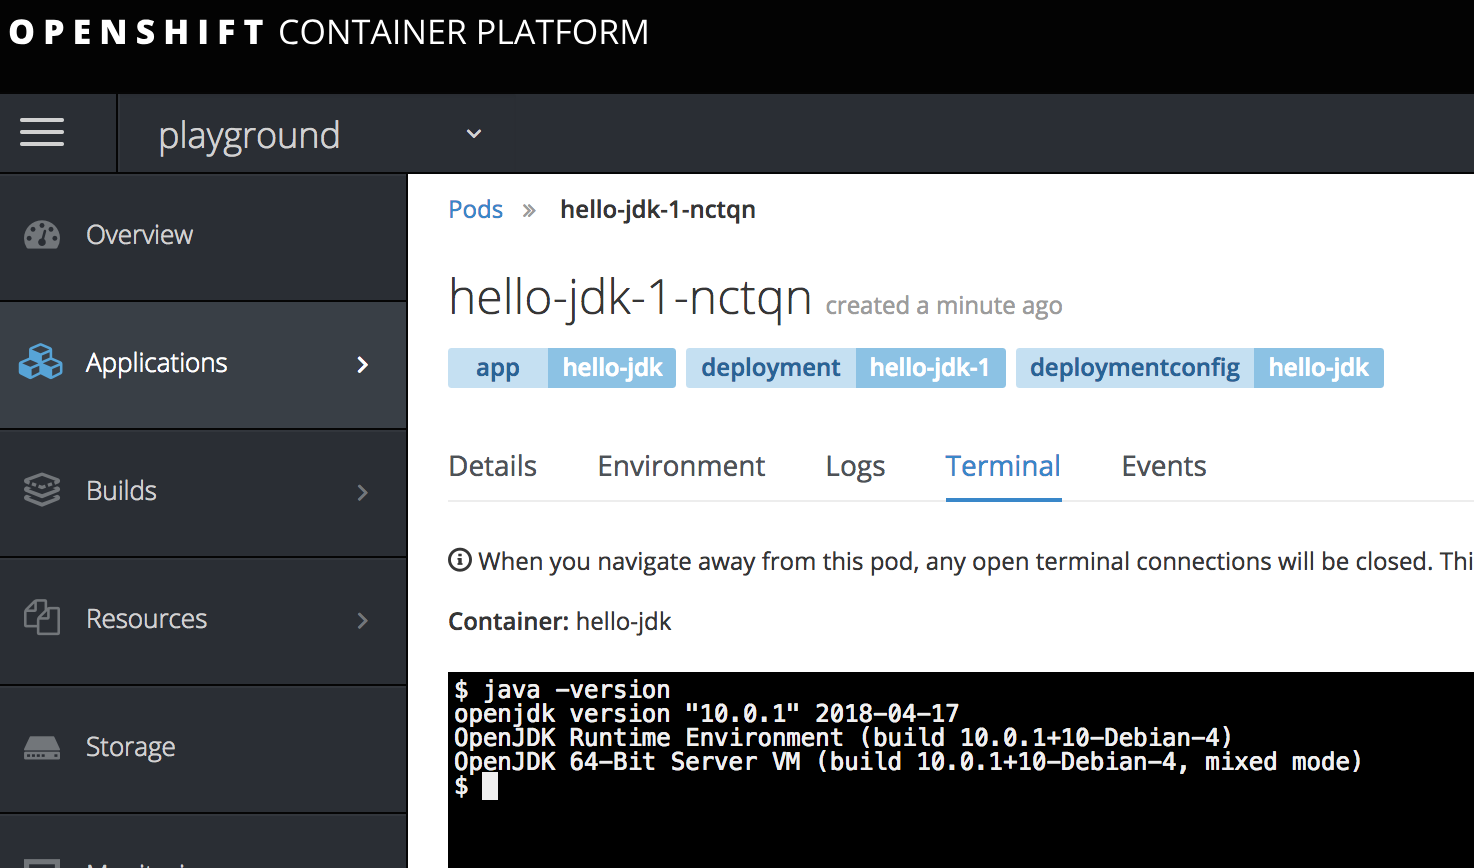 OPENSHIFT CONTAINER PLATFORM
playground
Overview
Applications
Builds
Resources
Storage
Pods » hello-jdk-1-nctqn
hello-jdk-1-nctqn created a minute ago
app hello-jdk deployment hello-jdk-1 deploymentconfig hello-jdk
Details Environment Logs Terminal Events
When you navigate away from this pod, any open terminal connections will be closed. Thi
Container: hello-jdk
$ java -version
openjdk version "10.0.1" 2018-04-17
OpenJDK Runtime Environment (build 10.0.1+10-Debian-4)
OpenJDK 64-Bit Server VM (build 10.0.1+10-Debian-4, mixed mode)
$